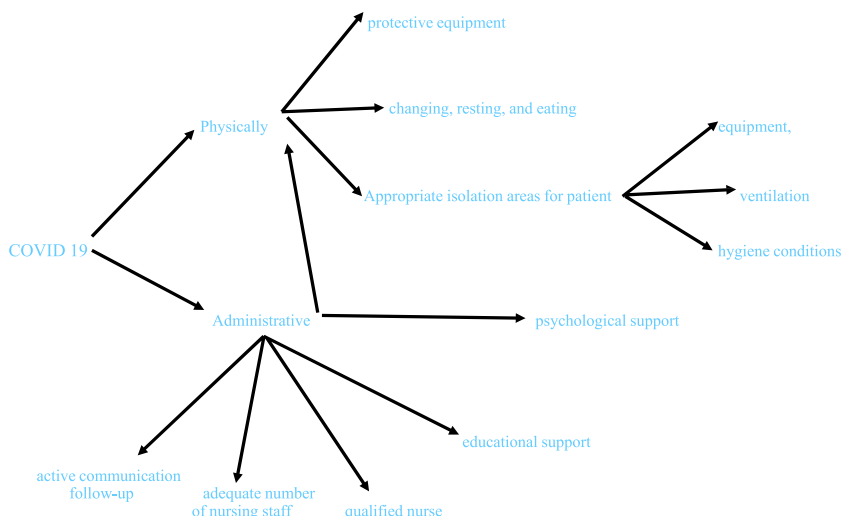 protective equipment
changing, resting, and eating
Physically
equipment,
Appropriate isolation areas for patient
ventilation
COVID 19
hygiene conditions
Administrative
psychological support
educational support
active communication
follow-up
adequate number
of nursing staff
qualified nurse